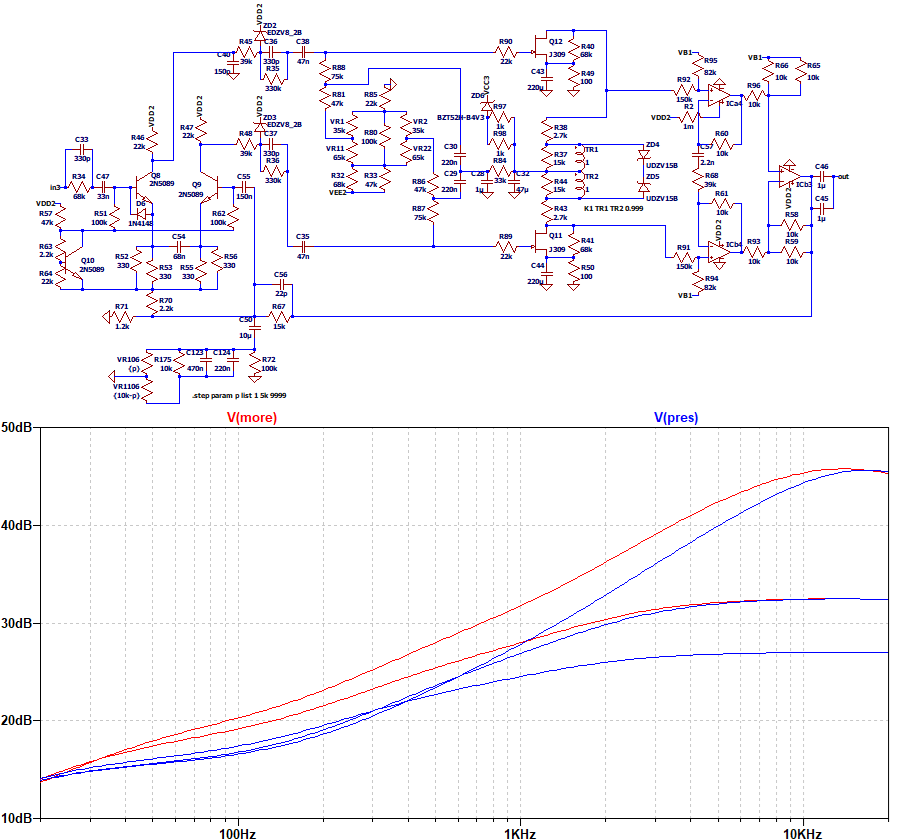 VDD2
ZD2
EDZV8_2B
R45
39k
C36
330p
C38
47n
C40
150p
R35
330k
R88
75k
R81
47k
R90
22k
Q12
J309
R40
68k
C43
220µ
R49
100
VB1
R95
82k
R92
150k
ICa4
R2
1m
VDD2
R96
10k
R66
10k
R65
10k
VB1
VDD2
R46
22k
VDD2
R47
22k
VDD2
ZD3
EDZV8_2B
R48
39k
C37
330p
R36
330k
R85
22k
VR1
35k
R80
100k
VR2
35k
VR11
65k
VR22
65k
R32
68k
R33
47k
VEE2
VCC3
ZD6
BZT52H-B4V3
R97
1k
R98
1k
C30
220n
C29
220n
R84
33k
C28
1µ
C32
47µ
R86
47k
R87
75k
R38
2.7k
R37
15k
R44
15k
R43
2.7k
TR1
1
TR2
1
ZD4
UDZV15B
ZD5
UDZV15B
K1 TR1 TR2 0.999
R60
10k
C57
2.2n
R68
39k
R61
10k
VDD2
ICb4
R91
150k
R94
82k
VB1
R93
10k
R58
10k
R59
10k
VDD2
ICb3
C46
1µ
C45
1µ
out
C33
330p
in3
R34
68k
C47
33n
R51
100k
Q8
2N5089
D6
1N4148
Q9
2N5089
C55
150n
R62
100k
VDD2
R57
47k
R63
2.2k
R64
22k
Q10
2N5089
R52
330
R53
330
C54
68n
R55
330
R56
330
C35
47n
R89
22k
Q11
J309
R41
68k
C44
220µ
R50
100
R70
2.2k
R71
1.2k
C56
22p
R67
15k
C50
10µ
VR106
{p}
R175
10k
C123
470n
C124
220n
R72
100k
VR1106
{10k-p}
.step param p list 1 5k 9999
V(more)
V(pres)
50dB
40dB
30dB
20dB
10dB
100Hz
1KHz
10KHz